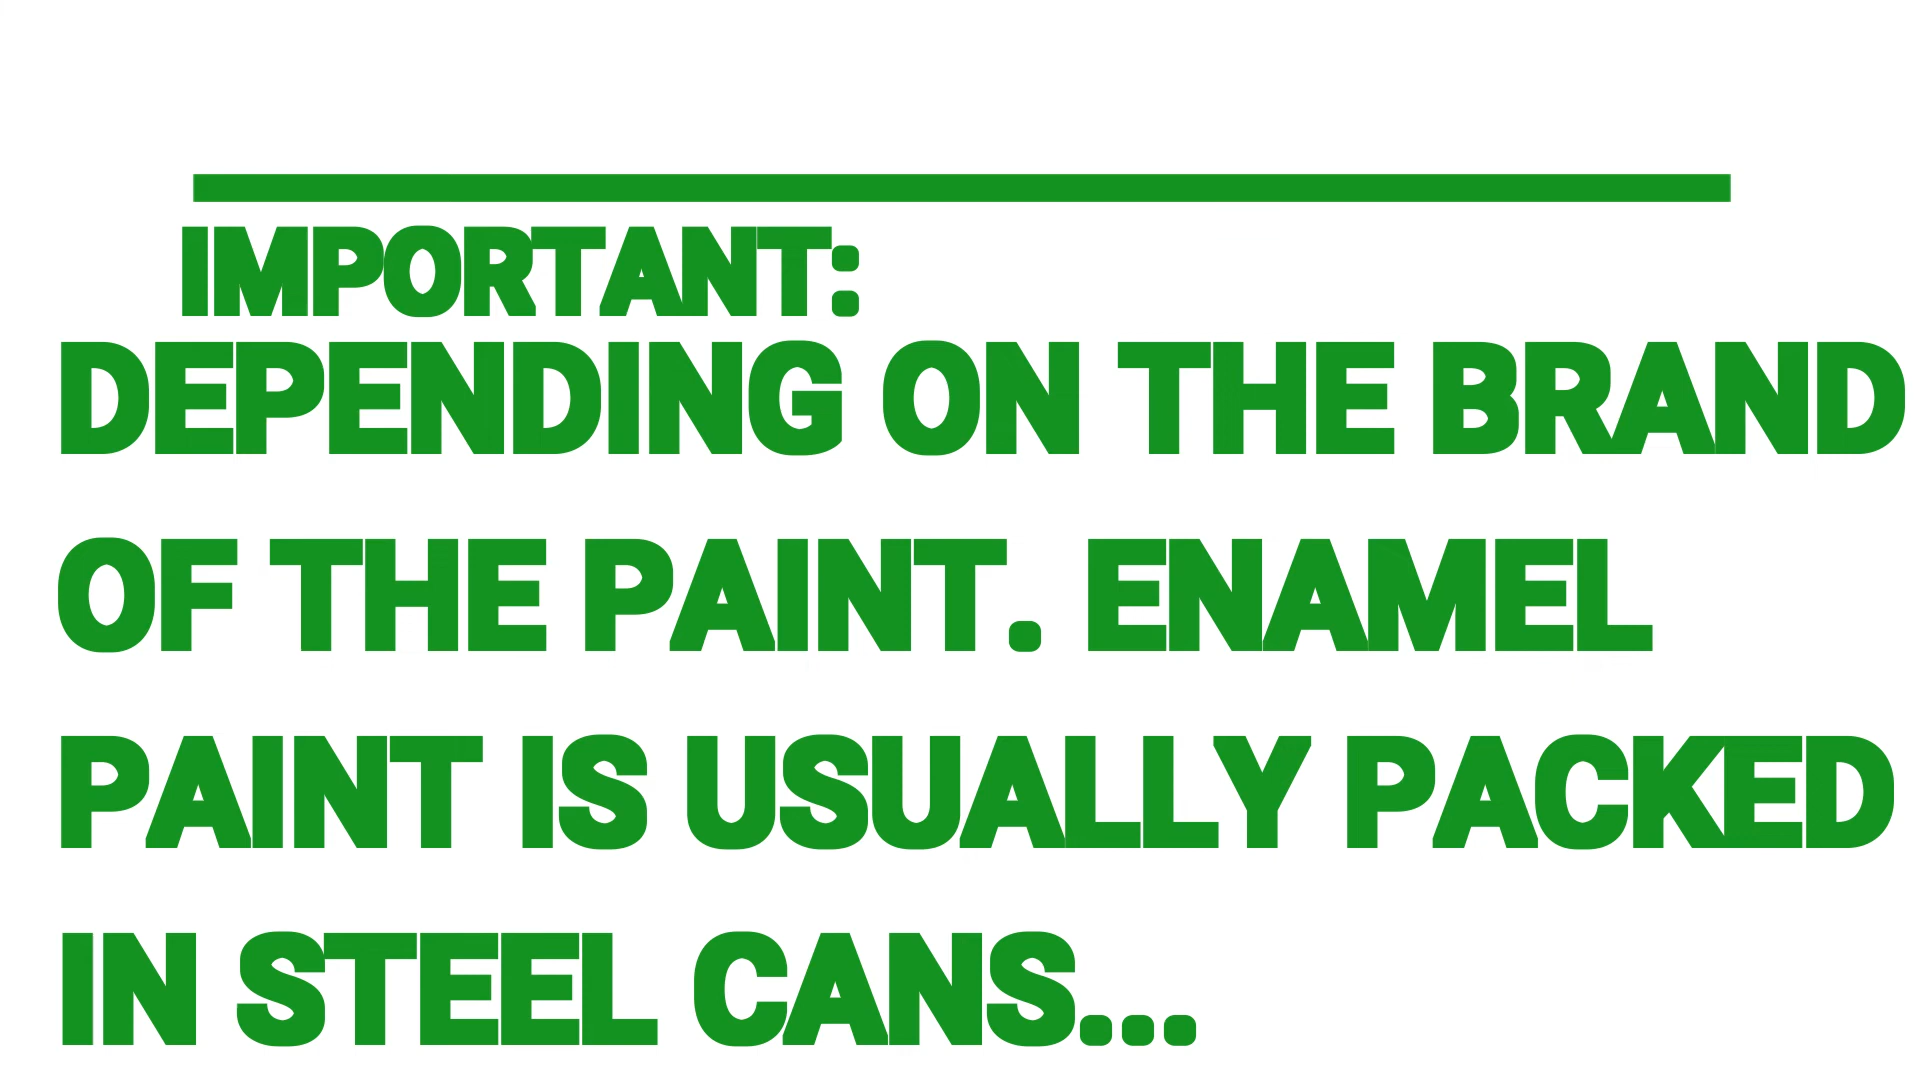 IMPORTANT:
DEPENDING ON THE BRAND
OF THE PAINT. ENAMEL
PAINT IS USUALLY PACKED
IN STEEL CANS...